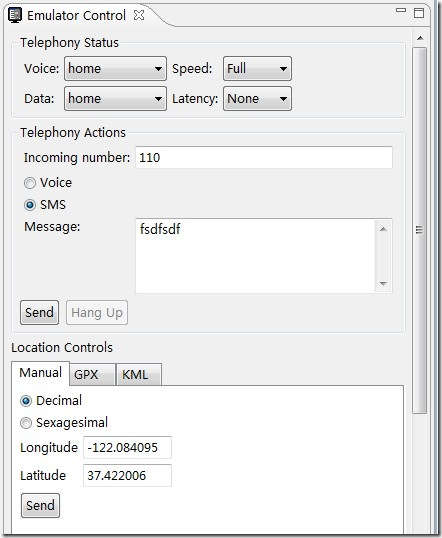 Emulator Control
Telephony Status
Voice: home Speed: Full
Data: home Latency: None
Telephony Actions
Incoming number: 110
Voice
SMS
Message: fsdfsdf
Send Hang Up
Location Controls
Manual GPX KML
Decimal
Sexagesimal
Longitude -122.084095
Latitude 37.422006
Send